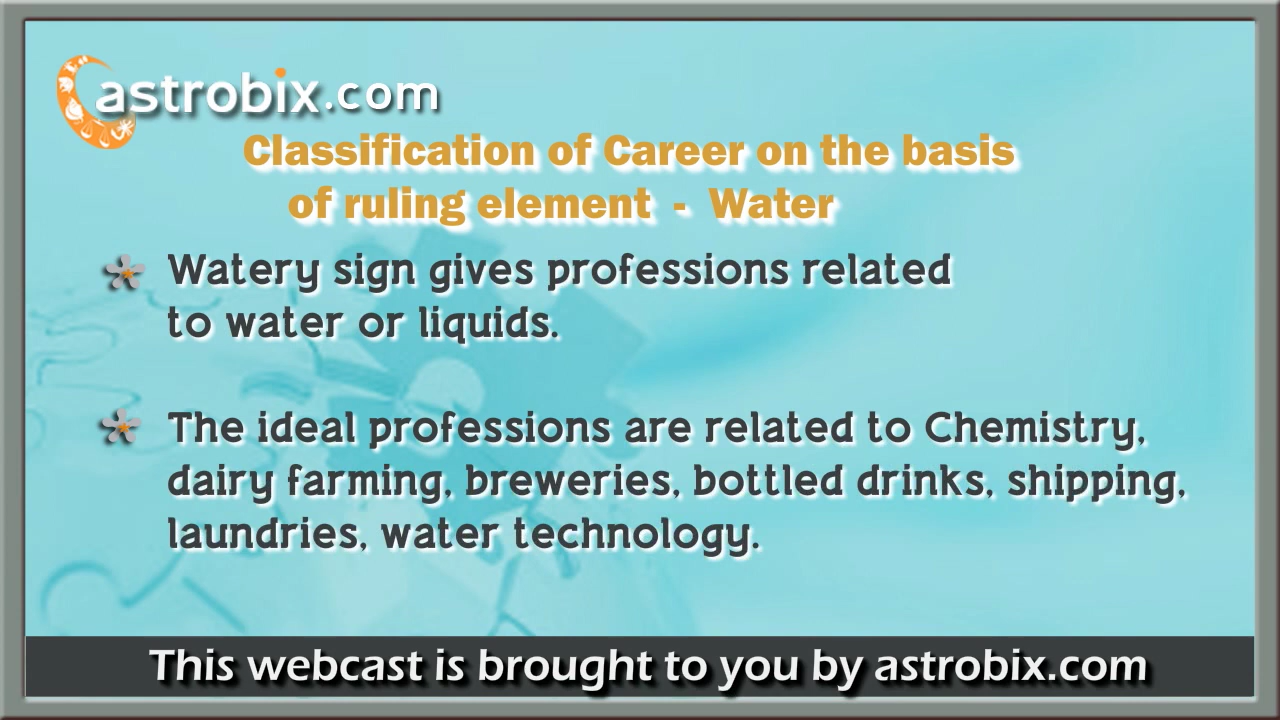 astrobix.com
Classification of Career on the basis
of ruling element - Water
Watery sign gives professions related
to water or liquids.
The ideal professions are related to Chemistry,
dairy farming, breweries, bottled drinks, shipping,
laundries, water technology.
This webcast is brought to you by astrobix.com